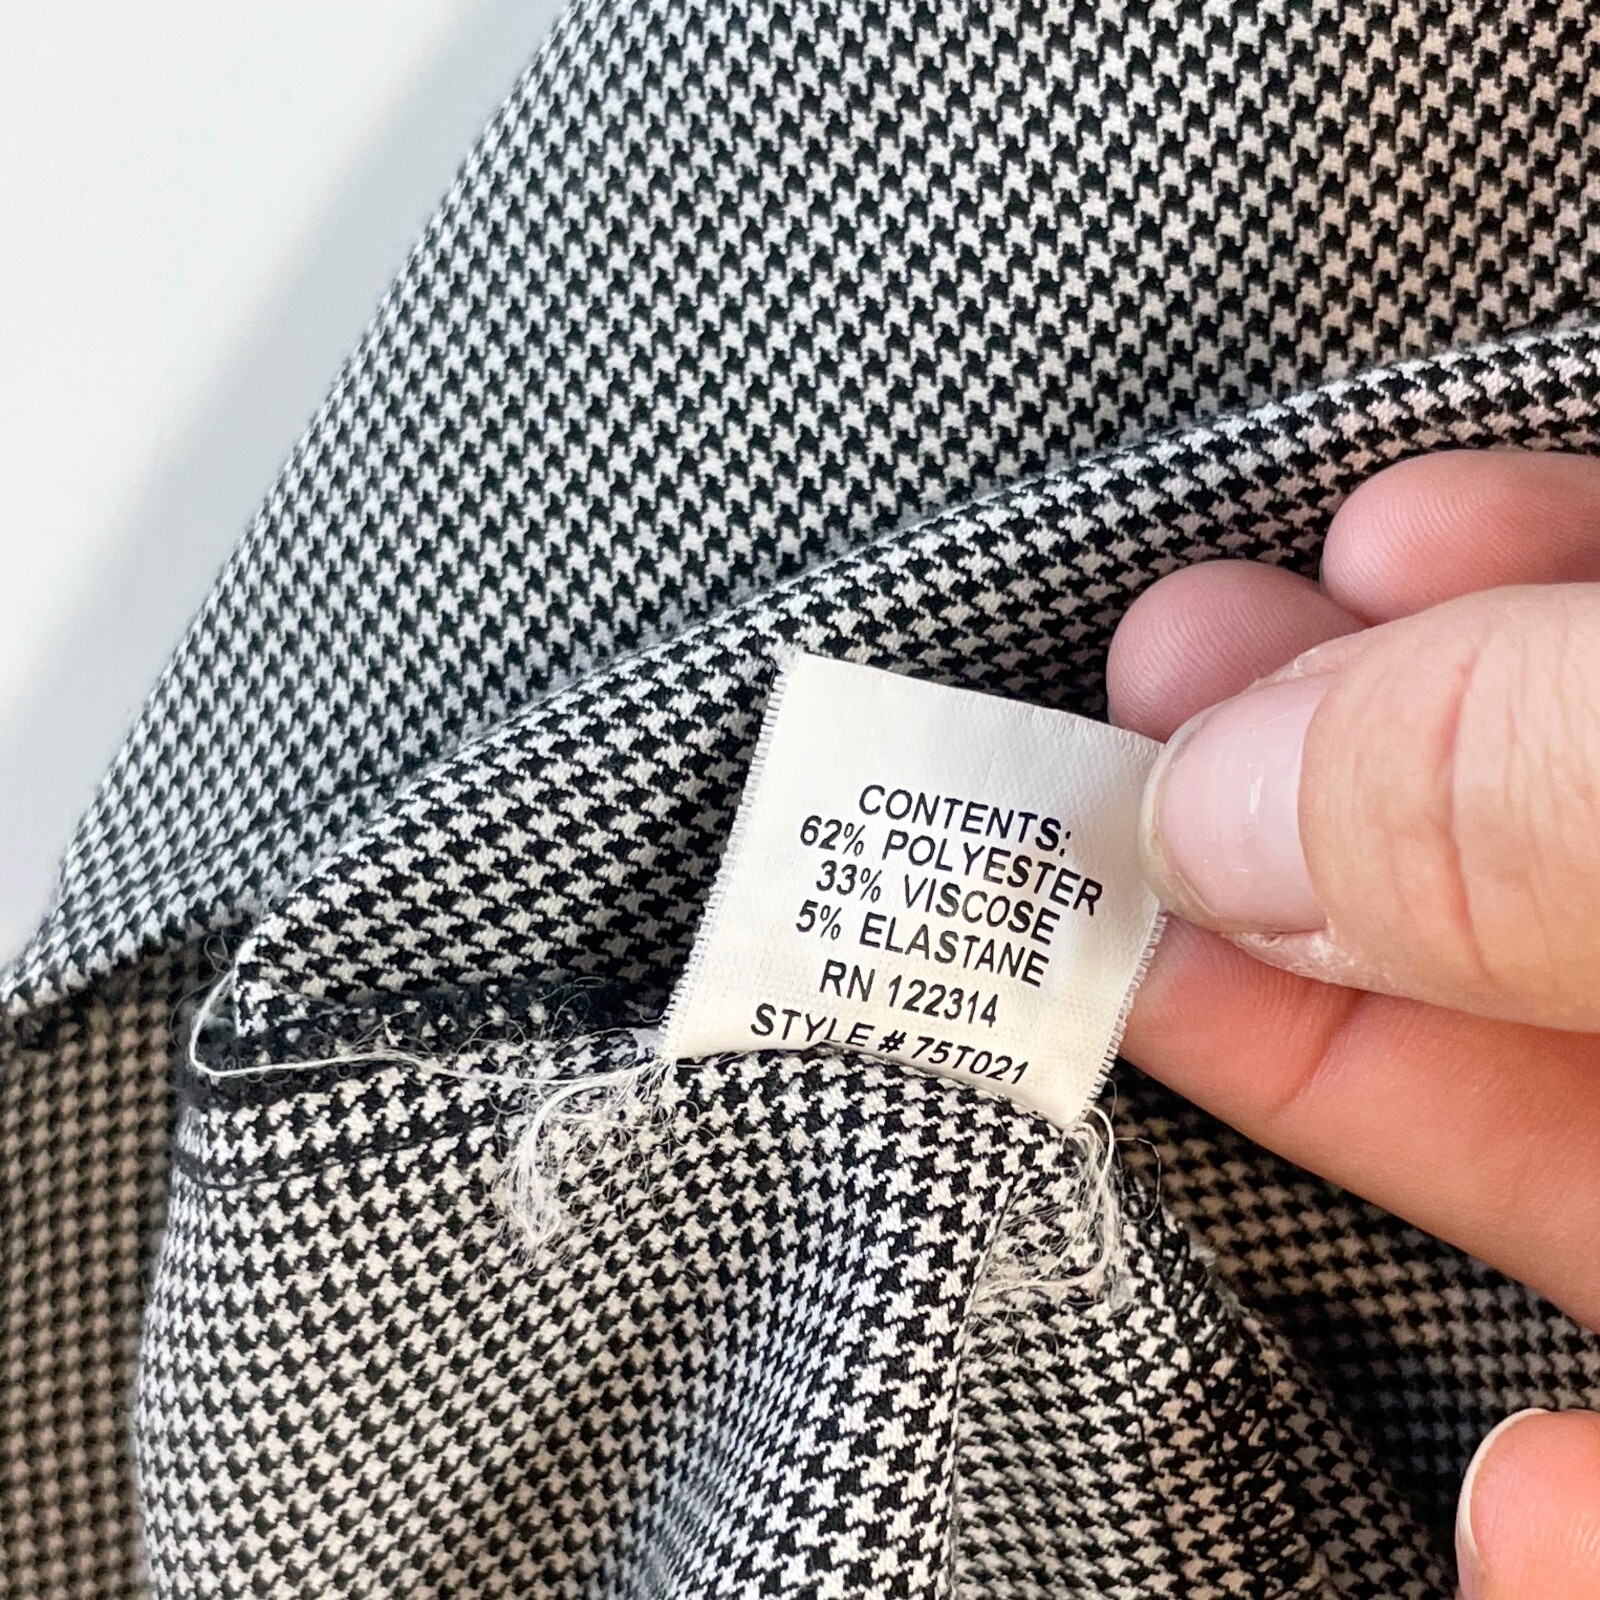 CONTENTS:
62% POLYESTER
33% VISCOSE
5% ELASTANE
RN 122314
STYLE # 75T021